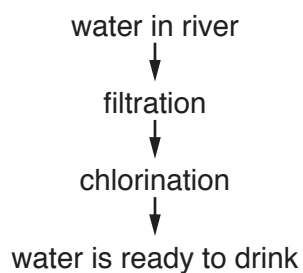 water in river
filtration
chlorination
water is ready to drink